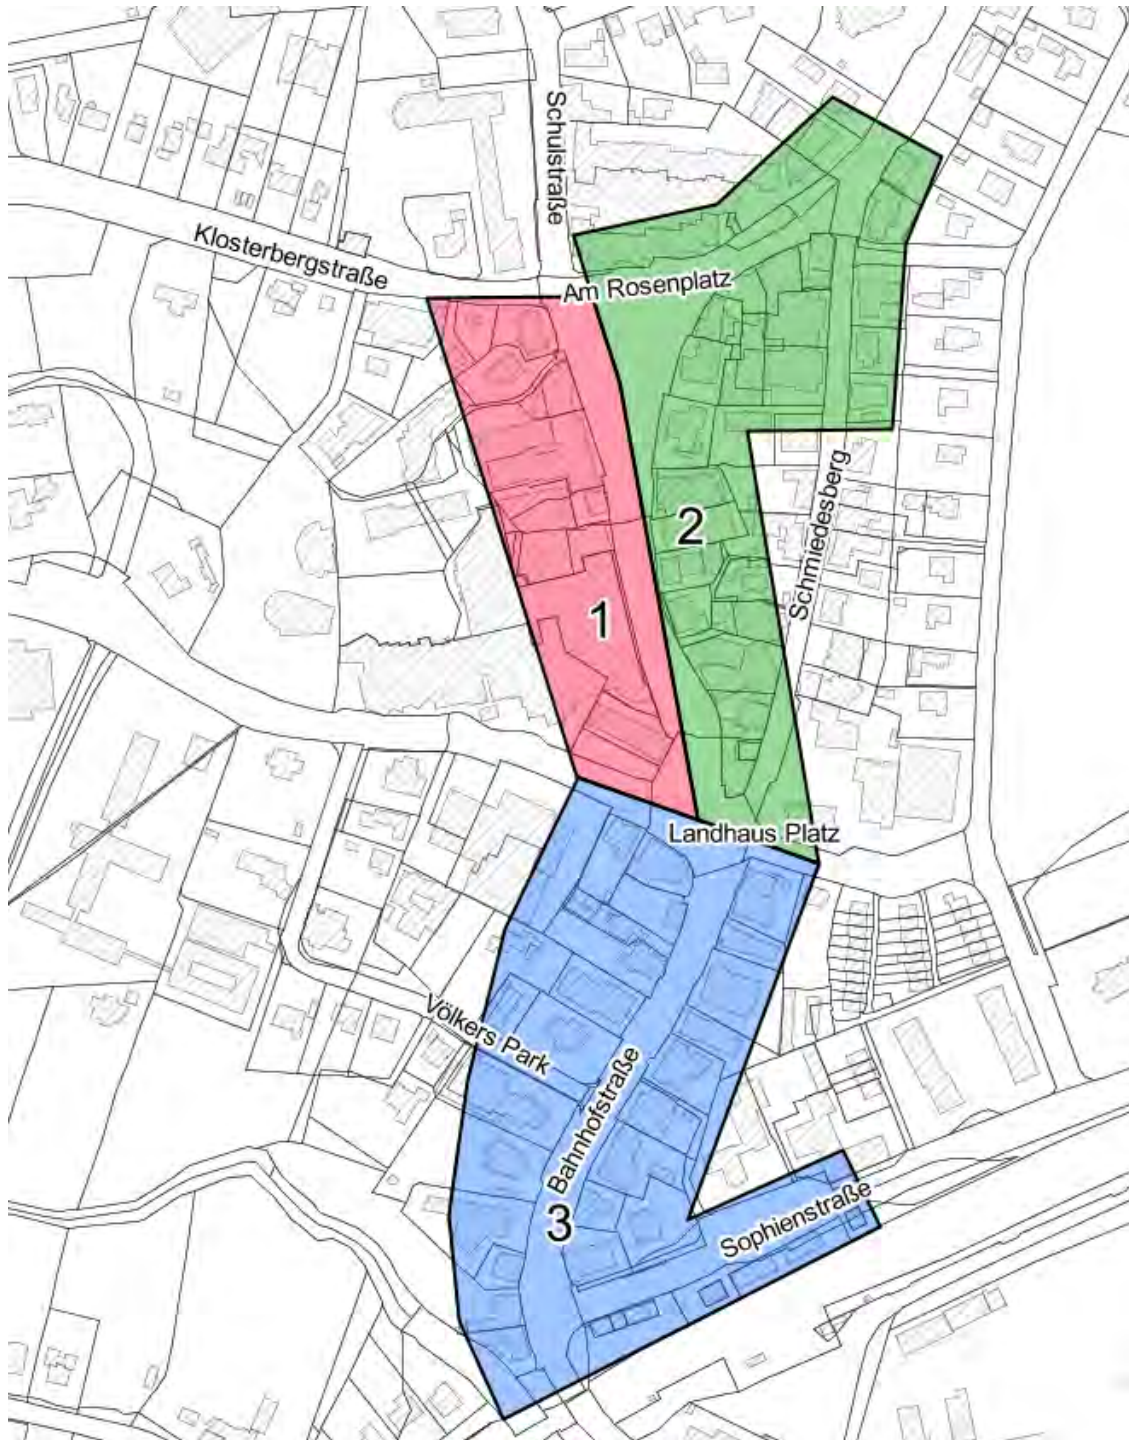 Schulstraße
Klosterbergstraße
Am Rosenplatz
2
Schmiedesberg
1
Landhaus Platz
Völkers Park
Bahnhofstraße
3
Sophienstraße